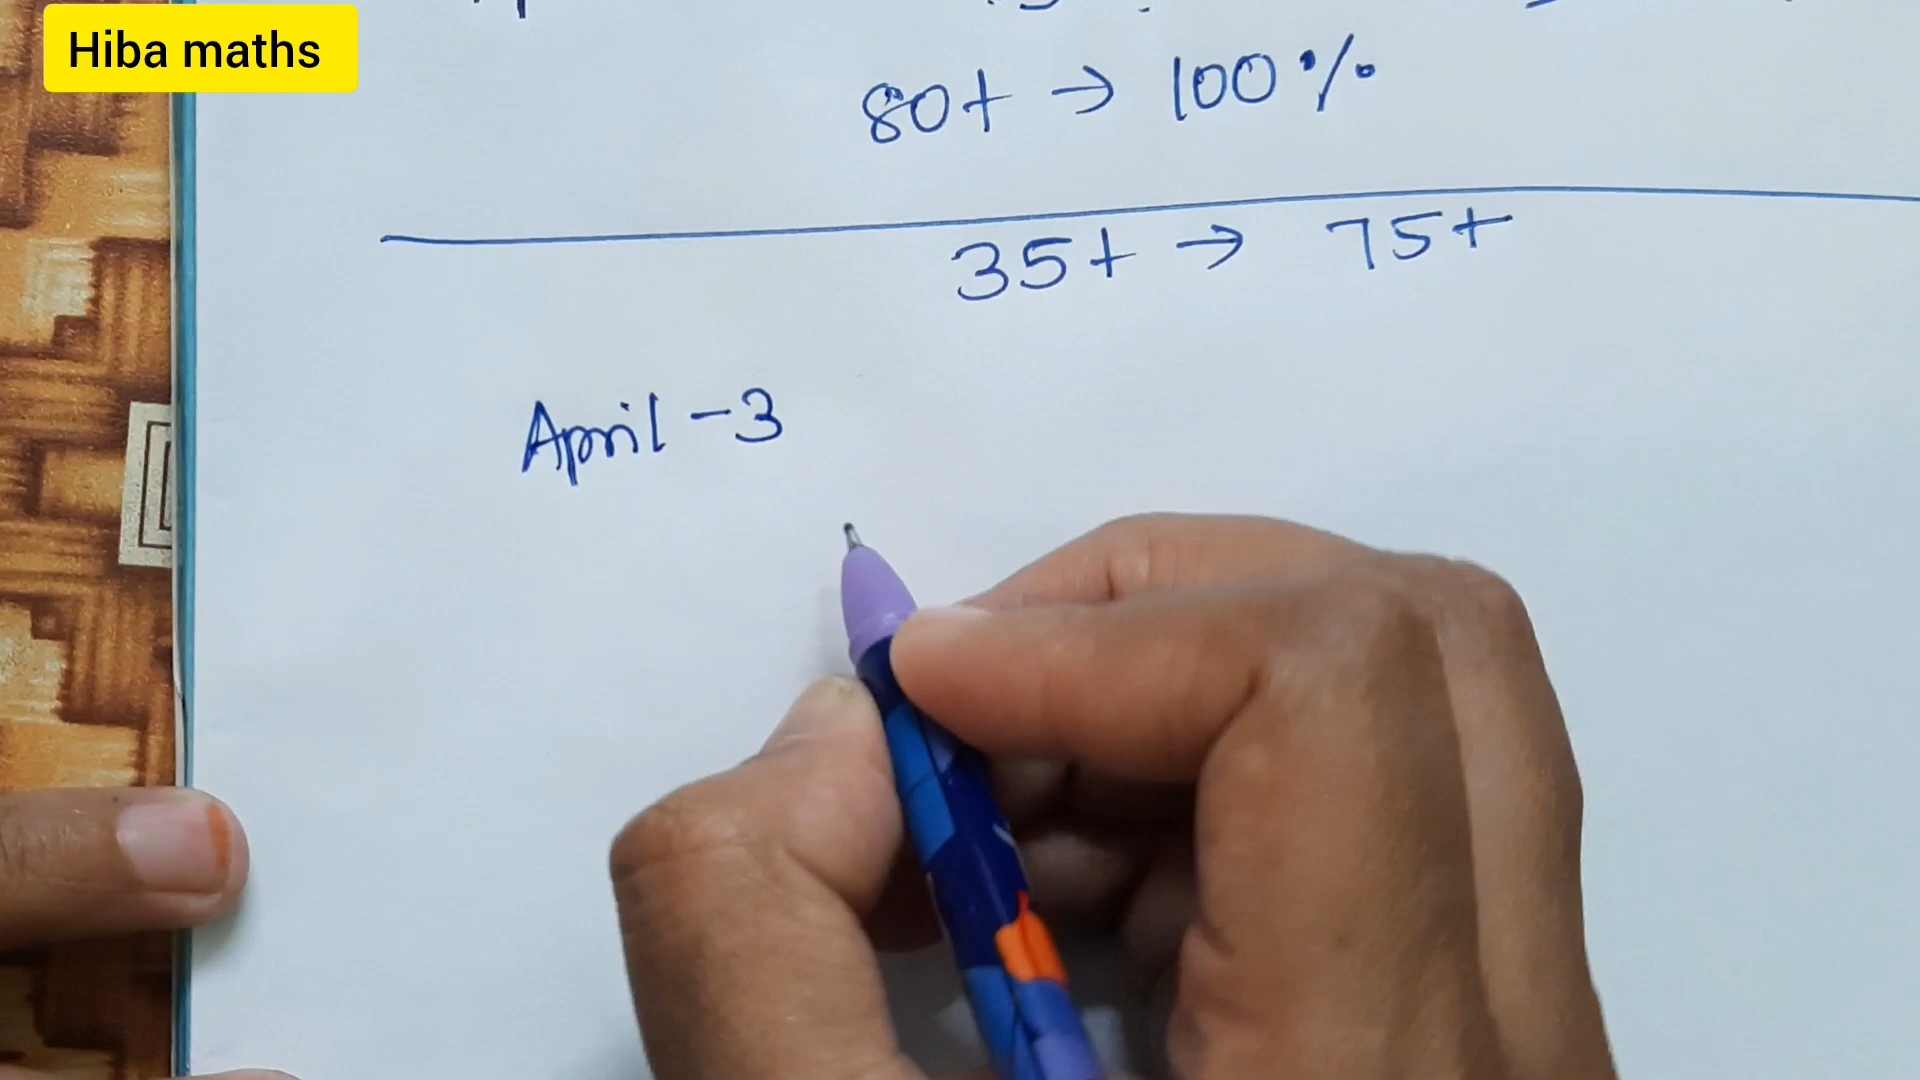 Hiba maths
80+ → 100%
35+ → 75+
April - 3